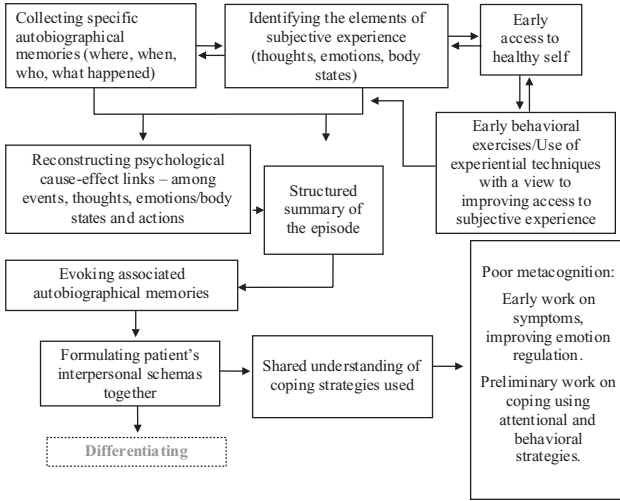 Collecting specific
autobiographical
memories (where, when,
who, what happened)
Identifying the elements of
subjective experience
(thoughts, emotions, body
states)
Early
access to
healthy self
Early behavioral
exercises/Use of
experiential techniques
with a view to
improving access to
subjective experience
Reconstructing psychological
cause-effect links – among
events, thoughts, emotions/body
states and actions
Structured
summary of
the episode
Evoking associated
autobiographical memories
Formulating patient’s
interpersonal schemas
together
Shared understanding of
coping strategies used
Poor metacognition:
Early work on
symptoms,
improving emotion
regulation.
Preliminary work on
coping using
attentional and
behavioral
strategies.
Differentiating